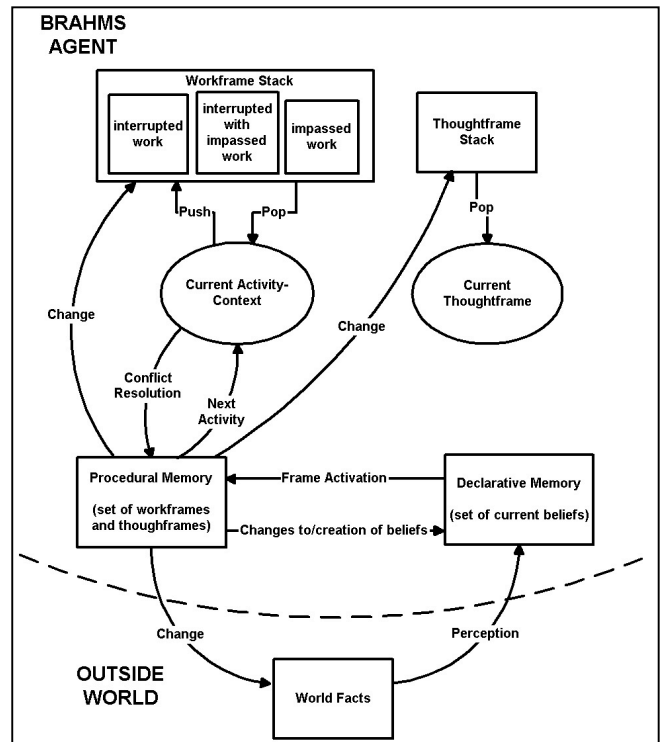 BRAHMS
AGENT
Workframe Stack
interrupted
work
interrupted
with
impassed
work
impassed
work
Thoughtframe
Stack
Push
Pop
Pop
Current Activity-
Context
Current
Thoughtframe
Change
Change
Conflict
Resolution
Next
Activity
Procedural Memory
(set of workframes
and thoughframes)
Frame Activation
Changes to/creation of beliefs
Declarative Memory
(set of current beliefs)
Change
Perception
OUTSIDE
WORLD
World Facts